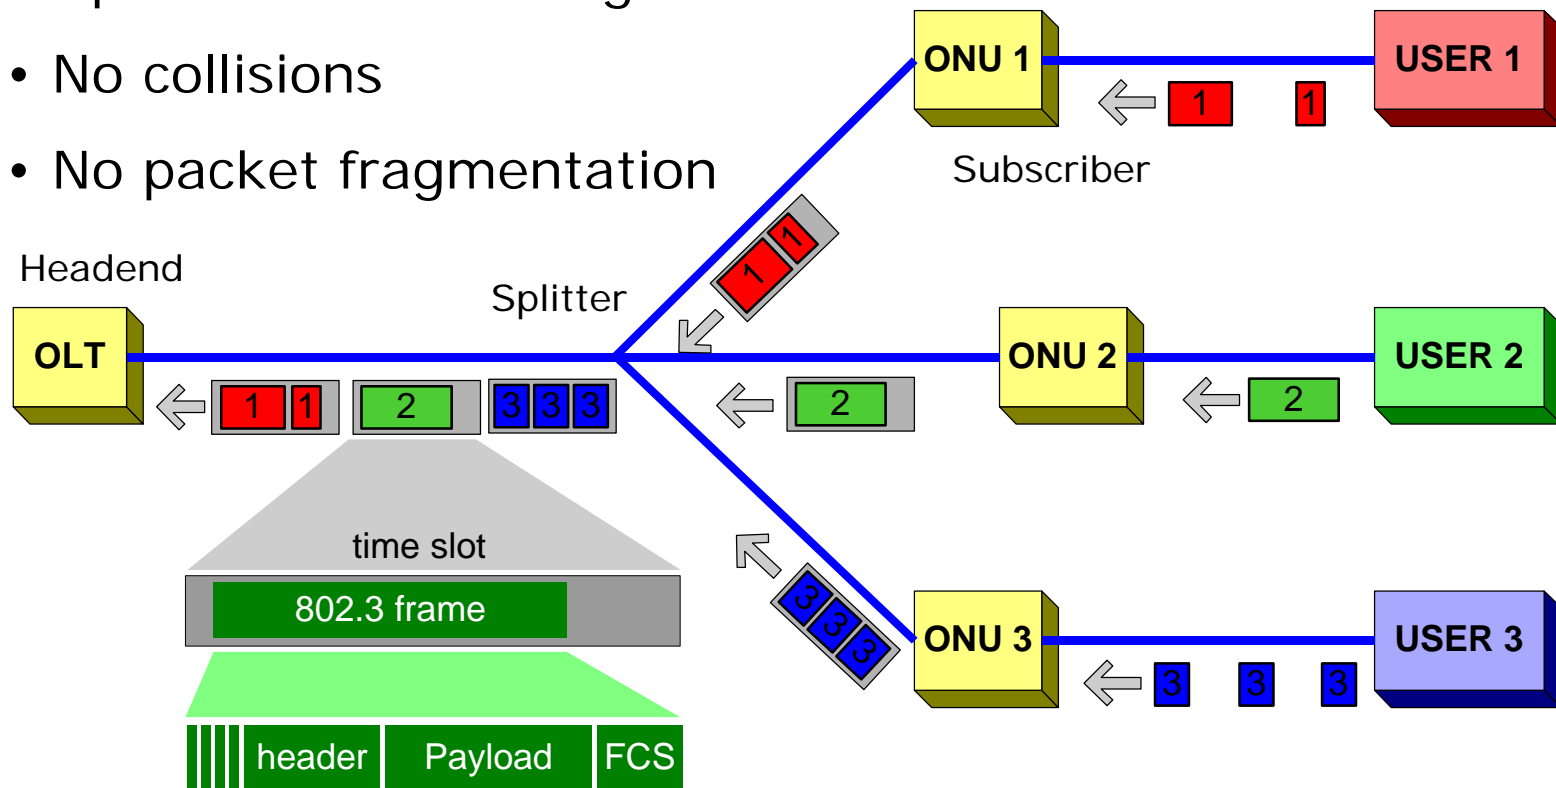 • No collisions
• No packet fragmentation
ONU 1
USER 1
1
1
Subscriber
1
1
Headend
Splitter
OLT
ONU 2
USER 2
1
1
2
3
3
3
2
2
time slot
802.3 frame
3
3
3
ONU 3
USER 3
3
3
3
header
Payload
FCS